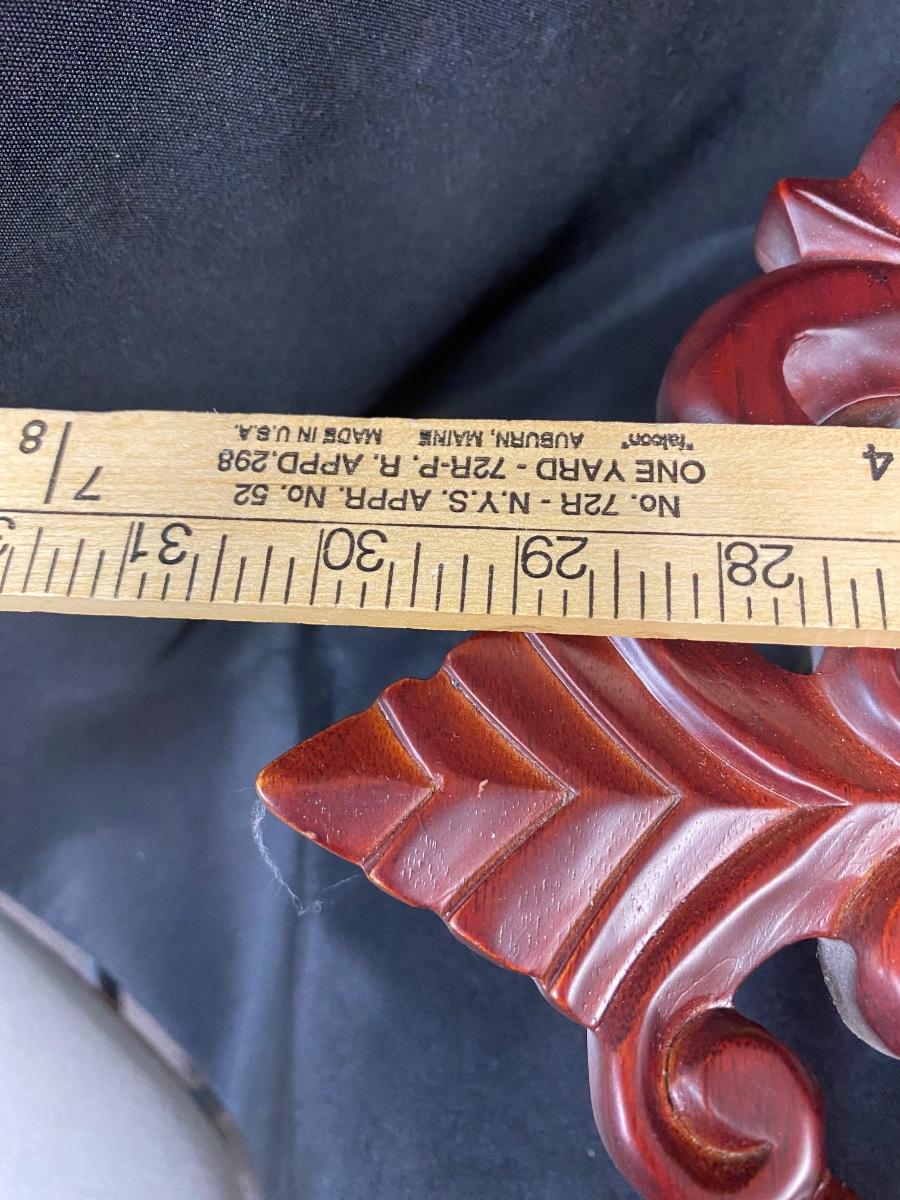 No. 72R - N.Y.S. APPR. No. 52
ONE YARD - 72R-P. R. APPD.298
"falcon" AUBURN, MAINE MADE IN U.S.A.
4
7
8
28 29 30 31